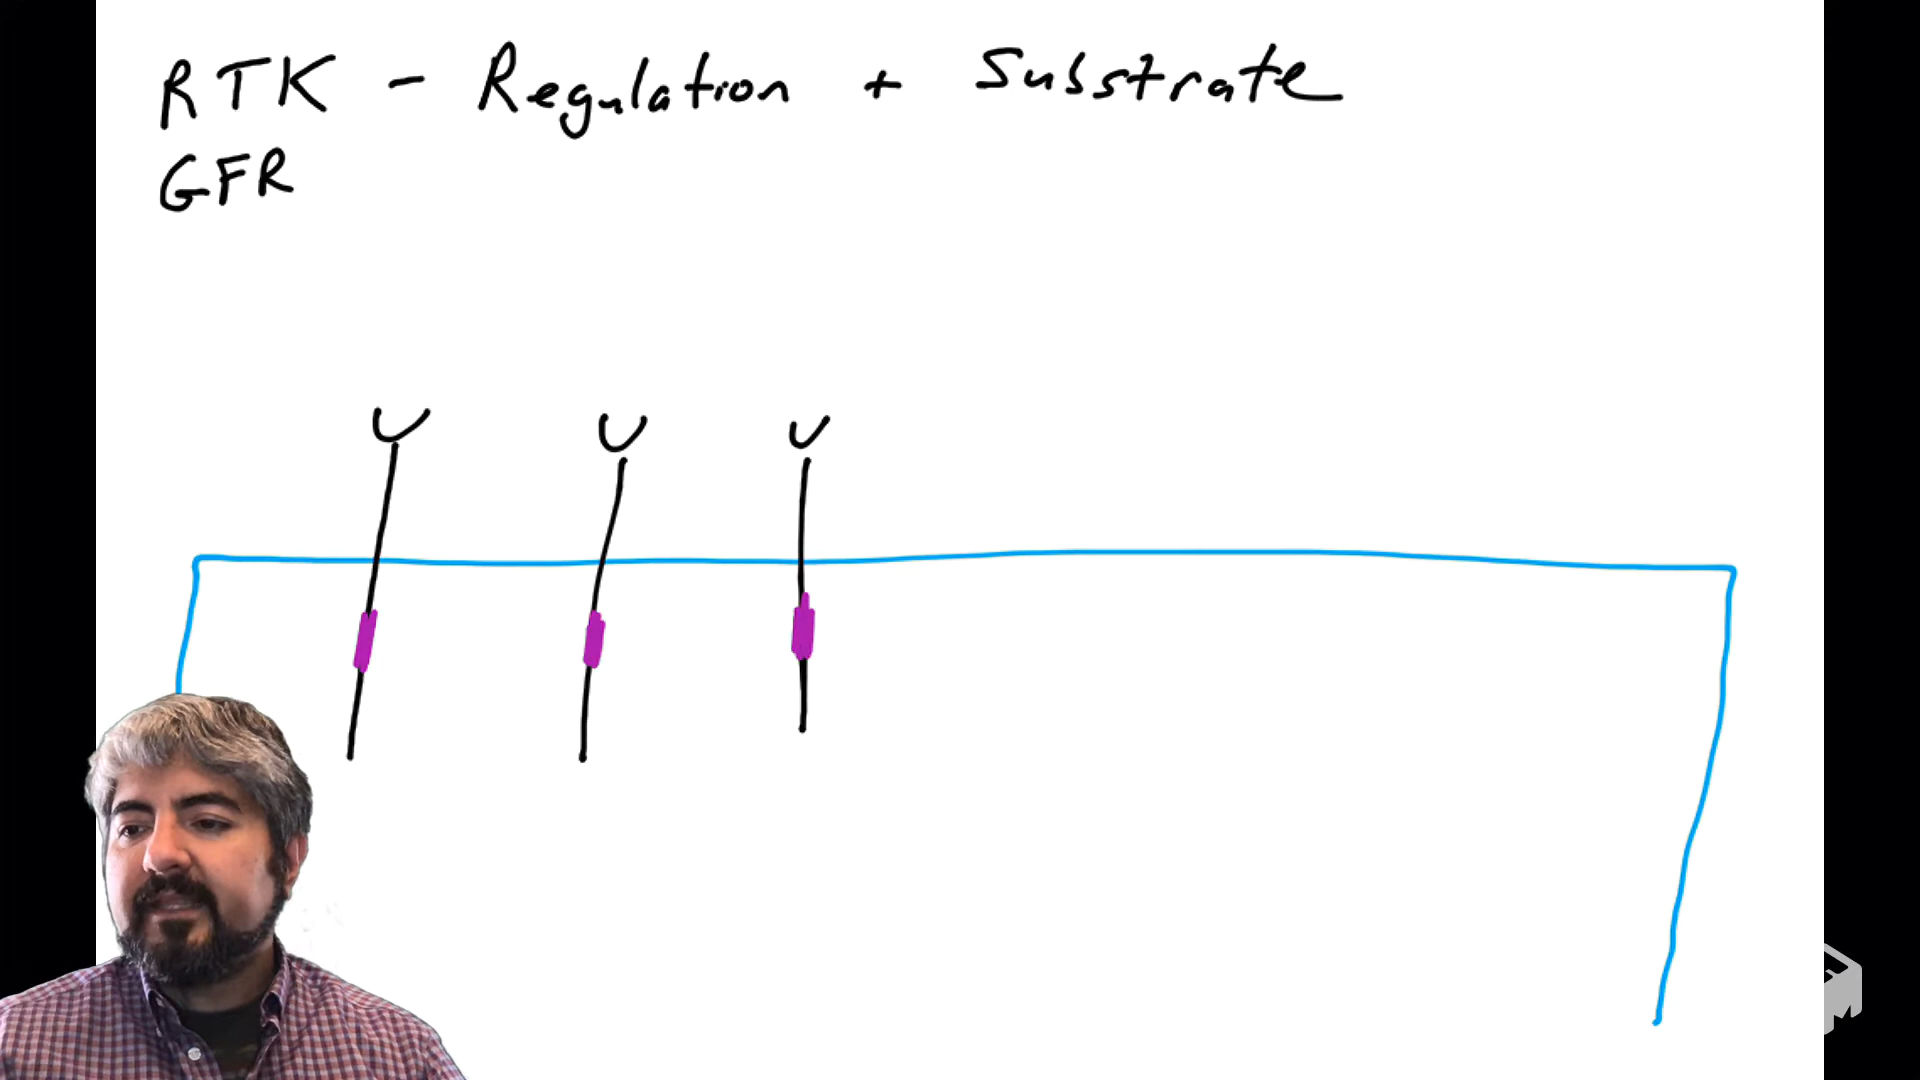 RTK - Regulation + Substrate
GFR